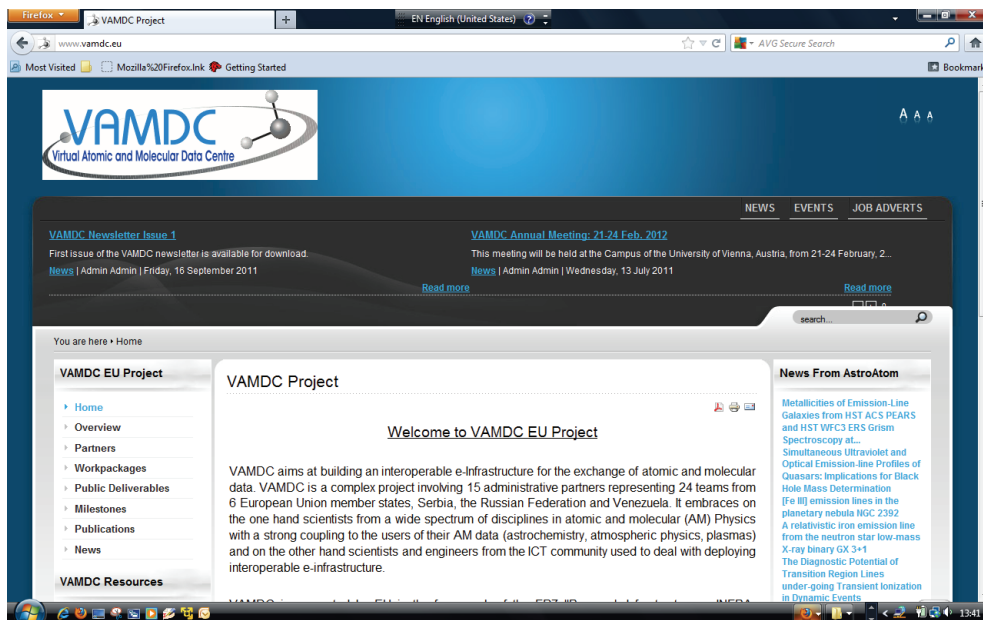 Firefox
VAMDC Project
EN English (United States)
www.vamdc.eu
AVG Secure Search
Most Visited
Mozilla%20Firefox.lnk
Getting Started
Bookmark
VAMDC
Virtual Atomic and Molecular Data Centre
A A A
NEWS EVENTS JOB ADVERTS
VAMDC Newsletter Issue 1
First issue of the VAMDC newsletter is available for download.
News | Admin Admin | Friday, 16 September 2011
Read more
VAMDC Annual Meeting: 21-24 Feb. 2012
This meeting will be held at the Campus of the University of Vienna, Austria, from 21-24 February, 2...
News | Admin Admin | Wednesday, 13 July 2011
Read more
search...
You are here • Home
VAMDC EU Project
Home
Overview
Partners
Workpackages
Public Deliverables
Milestones
Publications
News
VAMDC Resources
VAMDC Project
Welcome to VAMDC EU Project
VAMDC aims at building an interoperable e-Infrastructure for the exchange of atomic and molecular
data. VAMDC is a complex project involving 15 administrative partners representing 24 teams from
6 European Union member states, Serbia, the Russian Federation and Venezuela. It embraces on
the one hand scientists from a wide spectrum of disciplines in atomic and molecular (AM) Physics
with a strong coupling to the users of their AM data (astrochemistry, atmospheric physics, plasmas)
and on the other hand scientists and engineers from the ICT community used to deal with deploying
interoperable e-infrastructure.
News From AstroAtom
Metallicities of Emission-Line
Galaxies from HST ACS PEARS
and HST WFC3 ERS Grism
Spectroscopy at...
Simultaneous Ultraviolet and
Optical Emission-line Profiles of
Quasars: Implications for Black
Hole Mass Determination
[Fe III] emission lines in the
planetary nebula NGC 2392
A relativistic iron emission line
from the neutron star low-mass
X-ray binary GX 3+1
The Diagnostic Potential of
Transition Region Lines
under-going Transient Ionization
in Dynamic Events
13:41